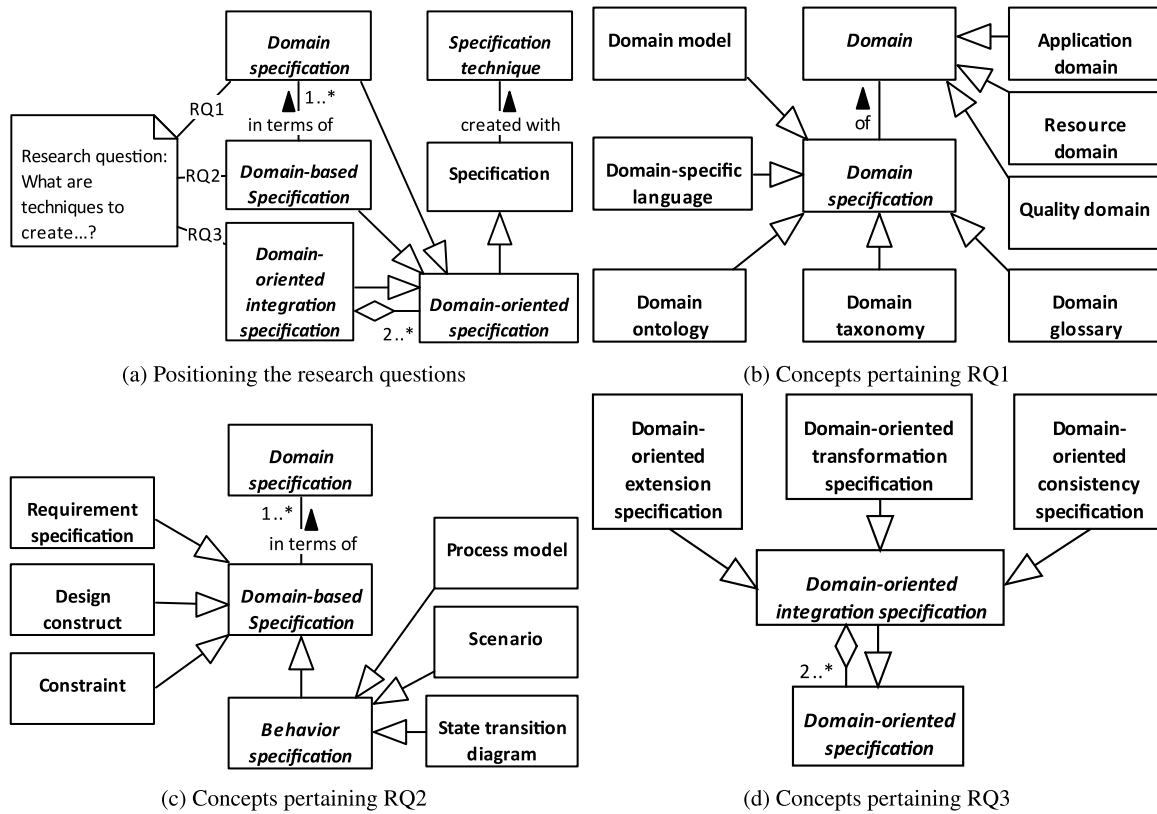 Domain
specification
Specification
technique
RQ1
1..*
in terms of
created with
Research question:
What are
techniques to
create...?
RQ2
Domain-based
Specification
Specification
RQ3
Domain-
oriented
integration
specification
2..*
Domain-oriented
specification
(a) Positioning the research questions
Domain model
Domain
Application
domain
of
Resource
domain
Domain-specific
language
Domain
specification
Quality domain
Domain
ontology
Domain
taxonomy
Domain
glossary
(b) Concepts pertaining RQ1
Domain
specification
1..*
in terms of
Requirement
specification
Process model
Design
construct
Domain-based
Specification
Scenario
Constraint
Behavior
specification
State transition
diagram
(c) Concepts pertaining RQ2
Domain-
oriented
extension
specification
Domain-oriented
transformation
specification
Domain-
oriented
consistency
specification
Domain-oriented
integration specification
2..*
Domain-oriented
specification
(d) Concepts pertaining RQ3